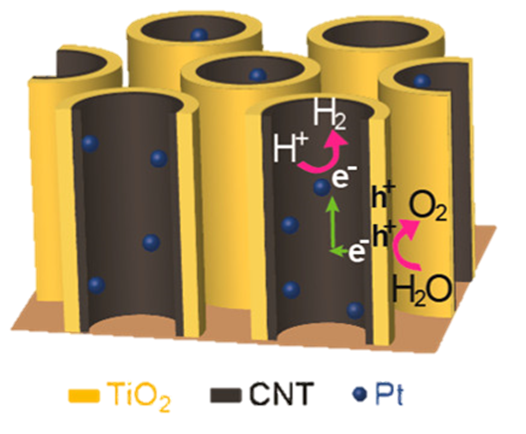 H₂
H⁺
e⁻
h⁺
O₂
h⁺
e⁻
H₂O
TiO₂ CNT Pt